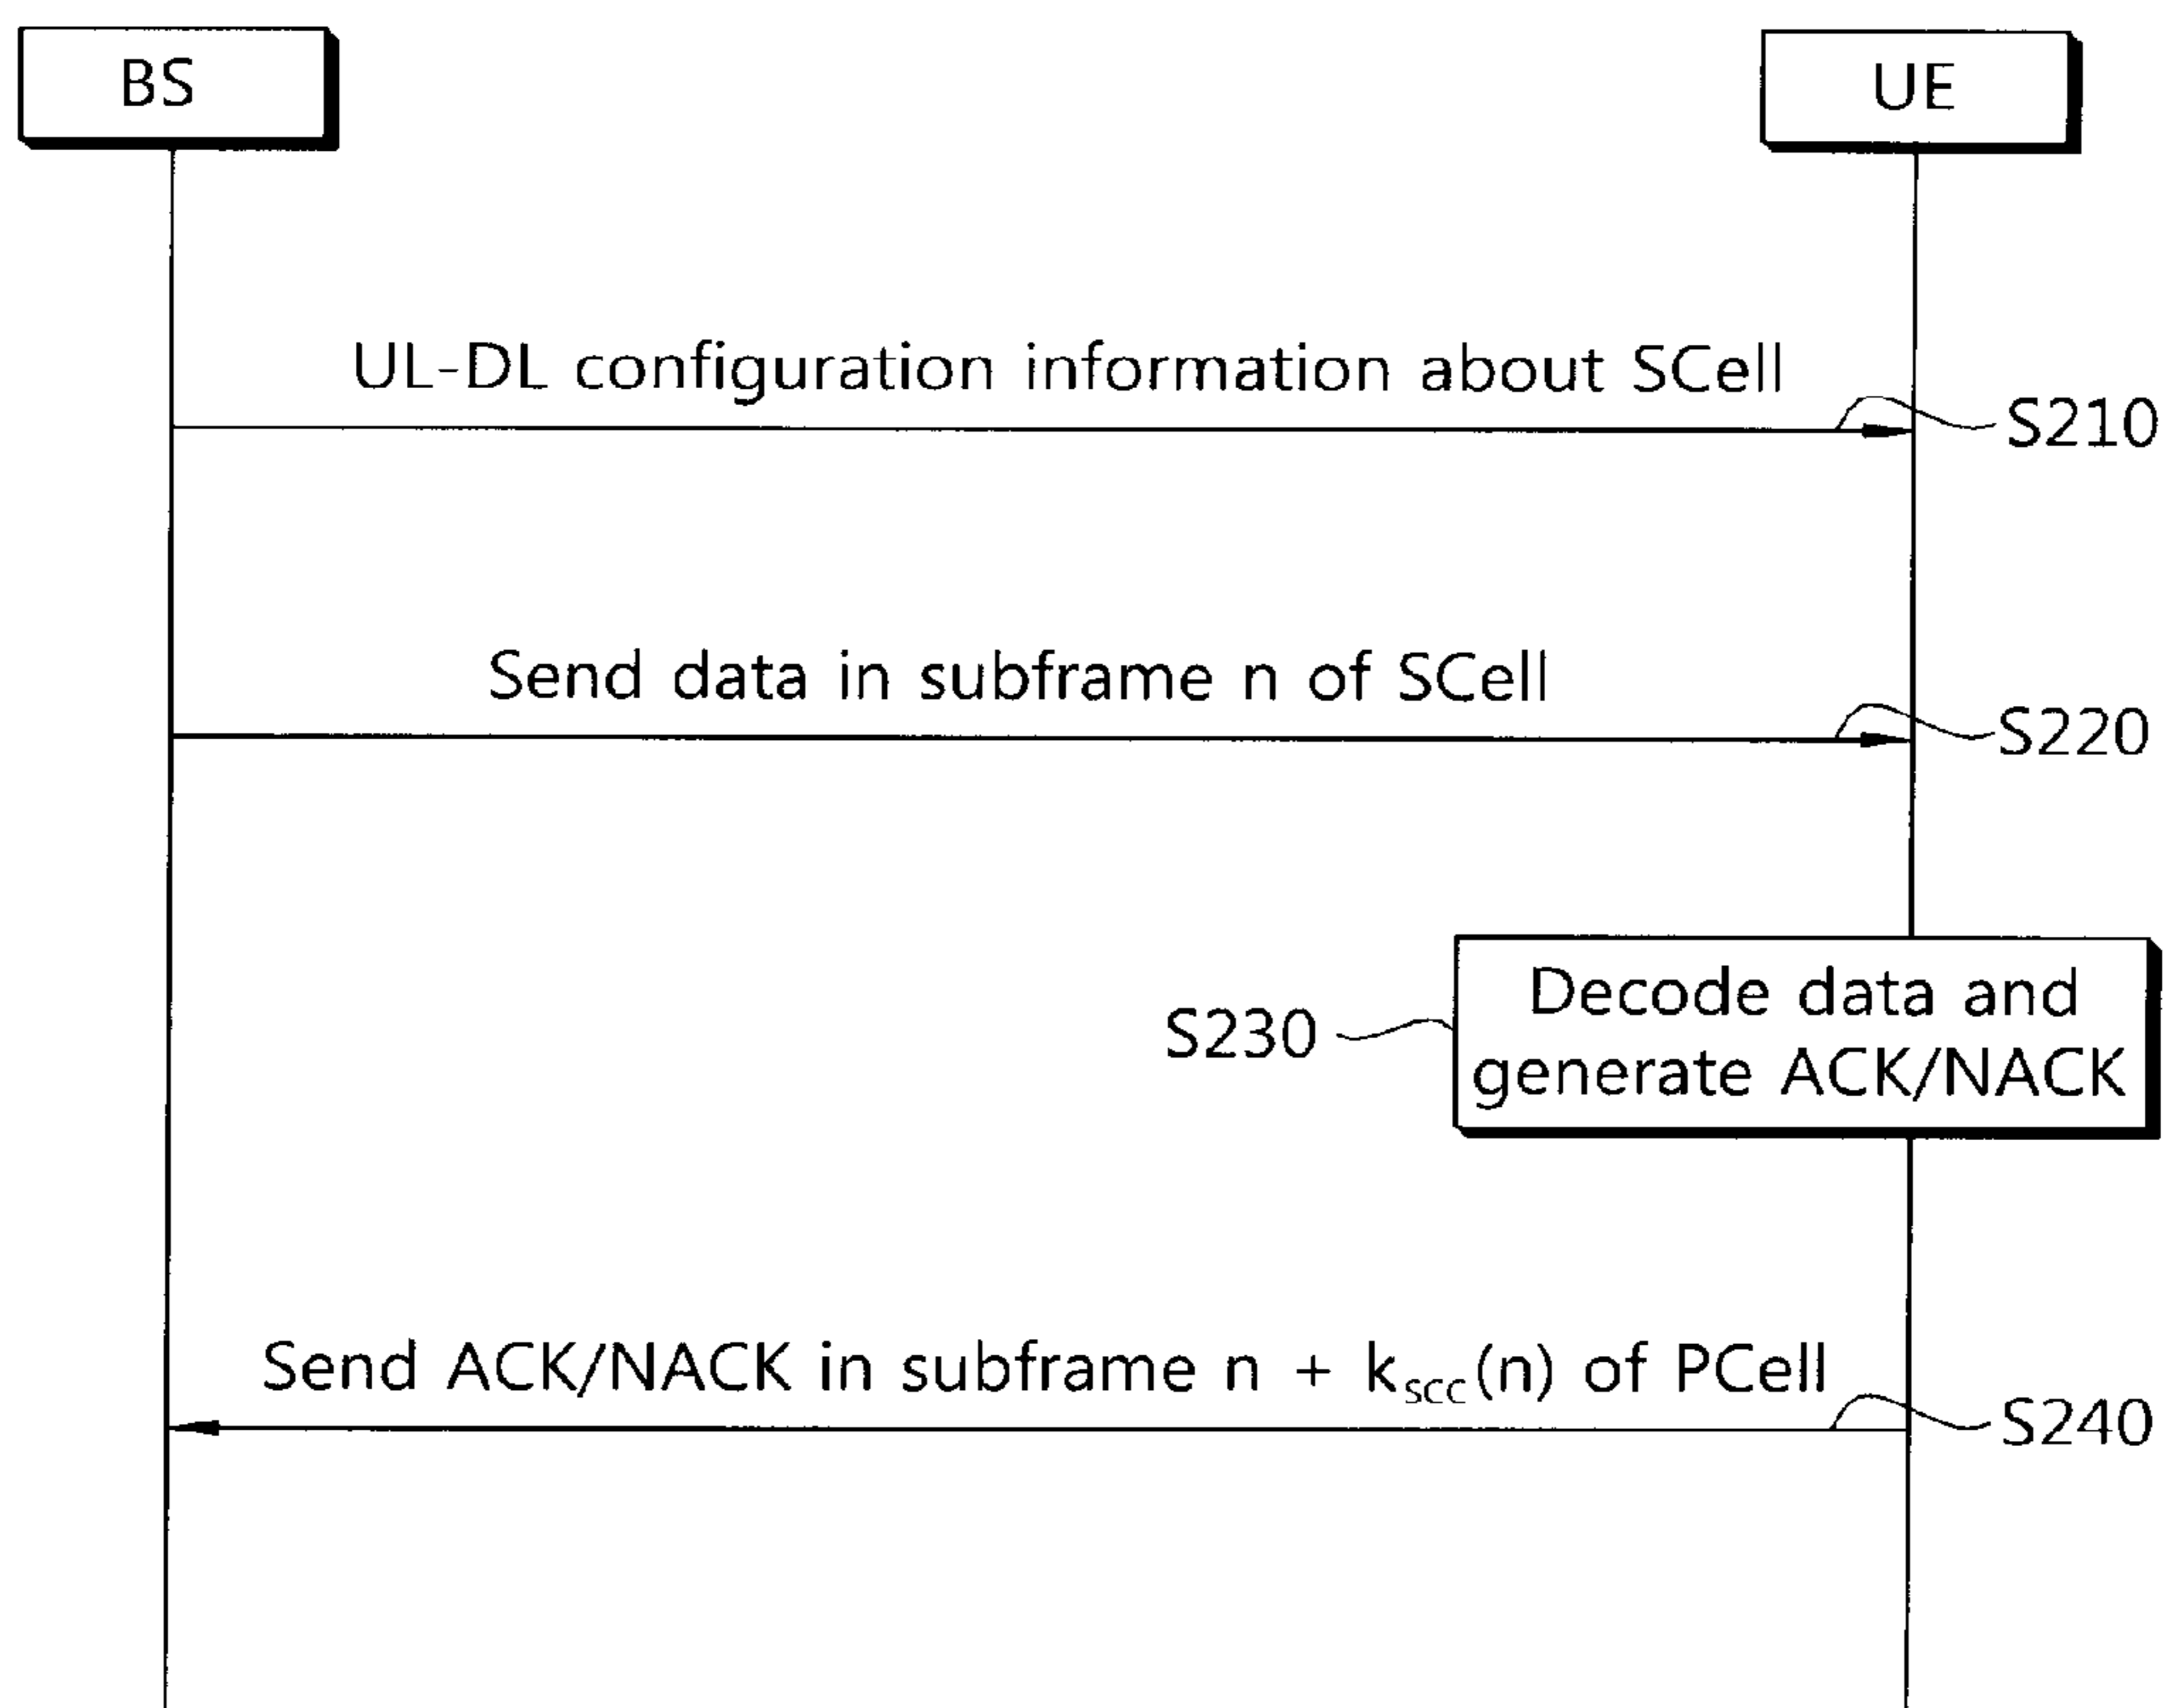 BS
UE
UL-DL configuration information about SCell
S210
Send data in subframe n of SCell
S220
S230
Decode data and
generate ACK/NACK
Send ACK/NACK in subframe n + kscc(n) of PCell
S240